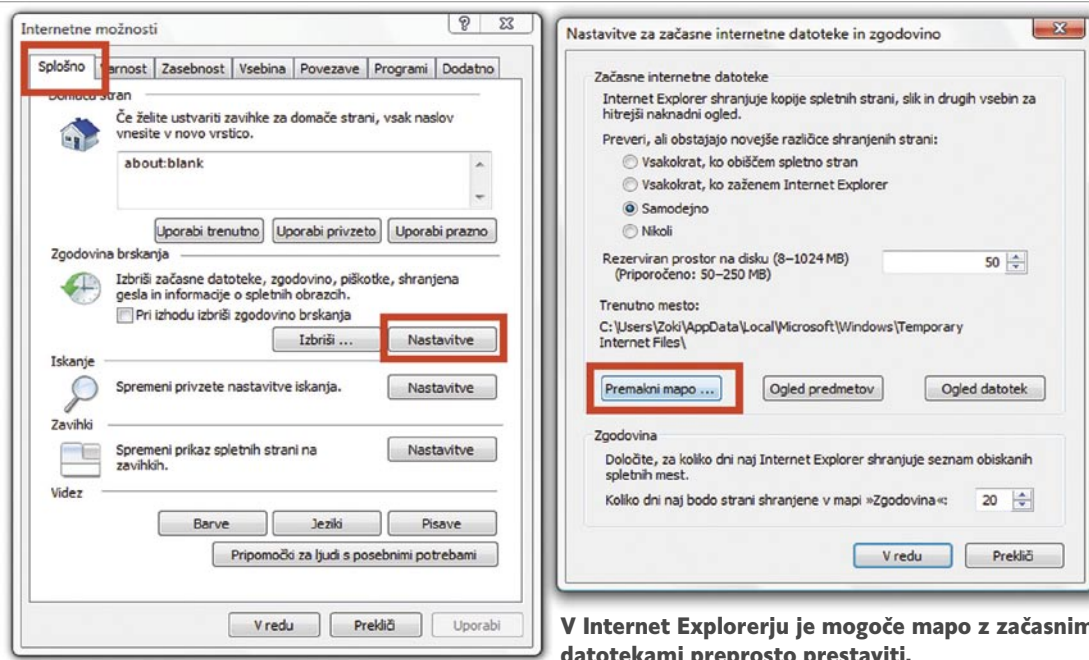 Internetne možnosti
Splošno Varnost Zasebnost Vsebina Povezave Programi Dodatno
Domača stran
Če želite ustvariti zavihke za domače strani, vsak naslov
vnesite v novo vrstico.
about:blank
Uporabi trenutno Uporabi privzeto Uporabi prazno
Zgodovina brskanja
Izbriši začasne datoteke, zgodovino, piškotke, shranjena
gesla in informacije o spletnih obrazcih.
Pri izhodu izbriši zgodovino brskanja
Izbriši ... Nastavitve
Iskanje
Spremeni privzete nastavitve iskanja. Nastavitve
Zavihki
Spremeni prikaz spletnih strani na
zavihkih. Nastavitve
Videz
Barve Jeziki Pisave
Pripomočki za ljudi s posebnimi potrebami
V redu Prekliči Uporabi
Nastavitve za začasne internetne datoteke in zgodovino
Začasne internetne datoteke
Internet Explorer shranjuje kopije spletnih strani, slik in drugih vsebin za
hitrejši naknadni ogled.
Preveri, ali obstajajo novejše različice shranjenih strani:
Vsakokrat, ko obiščem spletno stran
Vsakokrat, ko zaženem Internet Explorer
Samodejno
Nikoli
Rezerviran prostor na disku (8–1024 MB) 50
(Priporočeno: 50–250 MB)
Trenutno mesto:
C:\Users\Zoki\AppData\Local\Microsoft\Windows\Temporary
Internet Files\
Premakni mapo ... Ogled predmetov Ogled datotek
Zgodovina
Določite, za koliko dni naj Internet Explorer shranjuje seznam obiskanih
spletnih mest.
Koliko dni naj bodo strani shranjene v mapi »Zgodovina«: 20
V redu Prekliči
V Internet Explorerju je mogoče mapo z začasnim
datotekami preprosto prestaviti.